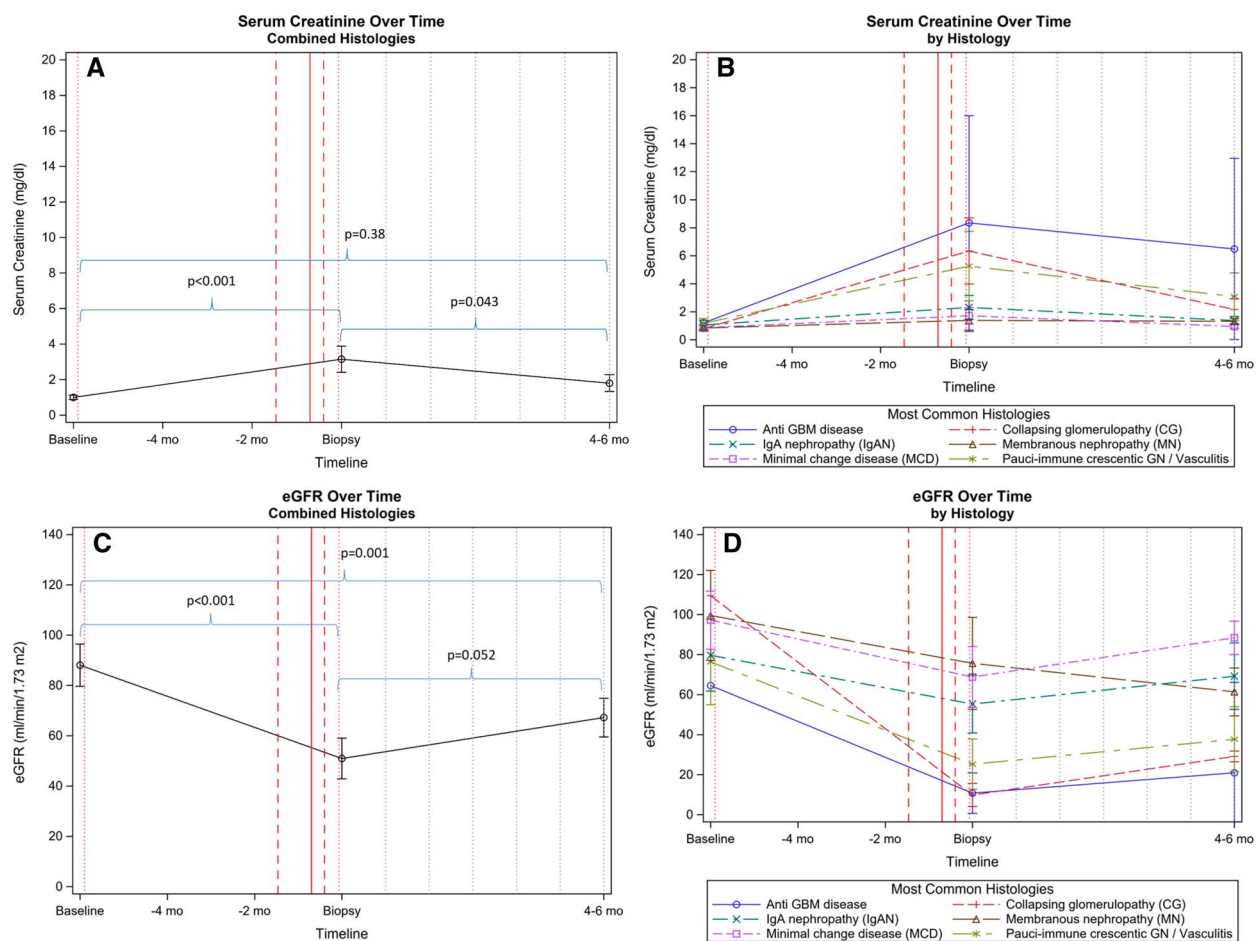 Serum Creatinine Over Time
Combined Histologies
A
20
18
16
14
12
10
8
6
4
2
0
Serum Creatinine (mg/dl)
p=0.38
p<0.001
p=0.043
Baseline -4 mo -2 mo Biopsy 4-6 mo
Timeline
Serum Creatinine Over Time
by Histology
B
20
18
16
14
12
10
8
6
4
2
0
Serum Creatinine (mg/dl)
Baseline -4 mo -2 mo Biopsy 4-6 mo
Timeline
Most Common Histologies
Anti GBM disease Collapsing glomerulopathy (CG)
IgA nephropathy (IgAN) Membranous nephropathy (MN)
Minimal change disease (MCD) Pauci-immune crescentic GN / Vasculitis
eGFR Over Time
Combined Histologies
C
140
120
100
80
60
40
20
0
eGFR (ml/min/1.73 m2)
p=0.001
p<0.001
p=0.052
Baseline -4 mo -2 mo Biopsy 4-6 mo
Timeline
eGFR Over Time
by Histology
D
140
120
100
80
60
40
20
0
eGFR (ml/min/1.73 m2)
Baseline -4 mo -2 mo Biopsy 4-6 mo
Timeline
Most Common Histologies
Anti GBM disease Collapsing glomerulopathy (CG)
IgA nephropathy (IgAN) Membranous nephropathy (MN)
Minimal change disease (MCD) Pauci-immune crescentic GN / Vasculitis